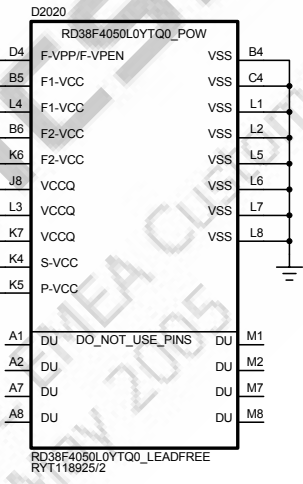 D2020
RD38F4050L0YTQ0_POW
D4 F-VPP/F-VPEN VSS B4
B5 F1-VCC VSS C4
L4 F1-VCC VSS L1
B6 F2-VCC VSS L2
K6 F2-VCC VSS L5
J8 VCCQ VSS L6
L3 VCCQ VSS L7
K7 VCCQ VSS L8
K4 S-VCC
K5 P-VCC
A1 DU DO_NOT_USE_PINS DU M1
A2 DU DU M2
A7 DU DU M7
A8 DU DU M8
RD38F4050L0YTQ0_LEADFREE
RYT118925/2
EMEA Custom
2005